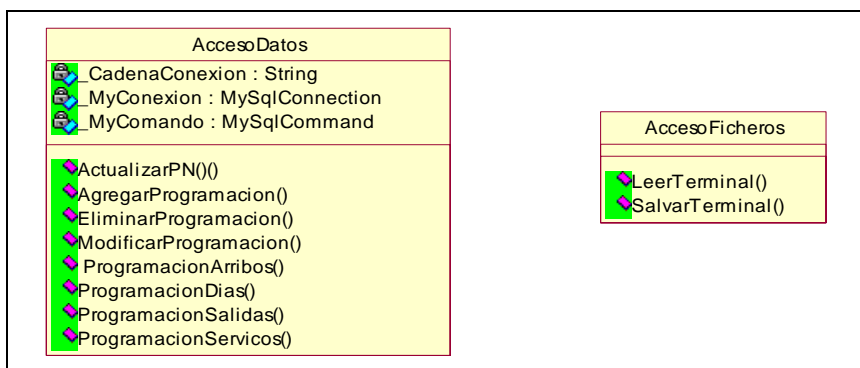 AccesoDatos
_CadenaConexion : String
_MyConexion : MySqlConnection
_MyComando : MySqlCommand
ActualizarPN()()
AgregarProgramacion()
EliminarProgramacion()
ModificarProgramacion()
ProgramacionArribos()
ProgramacionDias()
ProgramacionSalidas()
ProgramacionServicos()
AccesoFicheros
LeerTerminal()
SalvarTerminal()